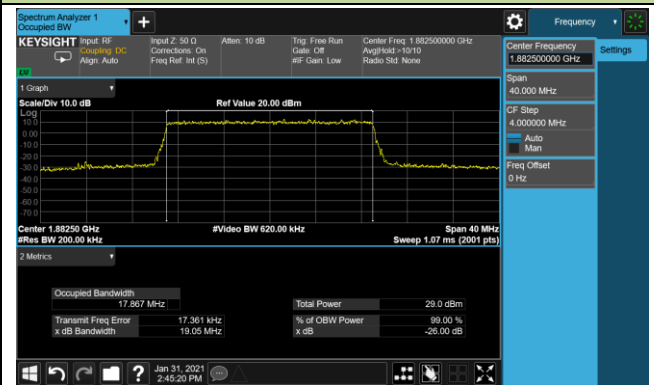 Spectrum Analyzer 1
Occupied BW
+
Frequency
KEYSIGHT
Input: RF
Coupling: DC
Align: Auto
Input Z: 50 Ω
Corrections: On
Freq Ref: Int (S)
Atten: 10 dB
Trig: Free Run
Gate: Off
#IF Gain: Low
Center Freq: 1.882500000 GHz
Avg|Hold:>10/10
Radio Std: None
Center Frequency
1.882500000 GHz
Settings
Span
40.000 MHz
CF Step
4.000000 MHz
Auto
Man
Freq Offset
0 Hz
1 Graph
Scale/Div 10.0 dB
Ref Value 20.00 dBm
Log
10.0
0.00
-10.0
-20.0
-30.0
-40.0
-50.0
-60.0
-70.0
Center 1.88250 GHz
#Video BW 620.00 kHz
Span 40 MHz
#Res BW 200.00 kHz
Sweep 1.07 ms (2001 pts)
2 Metrics
Occupied Bandwidth
17.867 MHz
Total Power 29.0 dBm
Transmit Freq Error 17.361 kHz
% of OBW Power 99.00 %
x dB Bandwidth 19.05 MHz
x dB -26.00 dB
?
Jan 31, 2021
2:45:20 PM